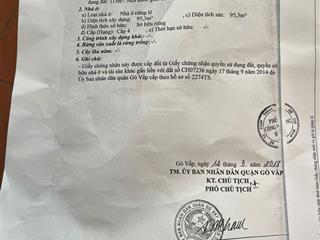 2. Nhà ở:
a) Loại nhà ở: Nhà ở riêng lẻ
b) Diện tích xây dựng: 95,3m² ; c) Diện tích sàn: 95,3m²
d) Hình thức sở hữu: Sở hữu riêng
đ) Cấp (Hạng): Cấp 4 ; e) Thời hạn sở hữu: -/-
3. Công trình xây dựng khác: -/-
4. Rừng sản xuất là rừng trồng: -/-
5. Cây lâu năm: -/-
6. Ghi chú:
Giấy chứng nhận này được cấp đổi từ Giấy chứng nhận quyền sử dụng đất, quyền sở hữu nhà ở và tài sản khác gắn liền với đất số CH07236 ngày 17 tháng 9 năm 2014 do
Ủy ban nhân dân Quận Gò Vấp cấp theo hồ sơ số 2274TS.
Gò Vấp, ngày 14 tháng 3 năm 2018
TM. ỦY BAN NHÂN DÂN QUẬN GÒ VẤP
KT. CHỦ TỊCH
PHÓ CHỦ TỊCH